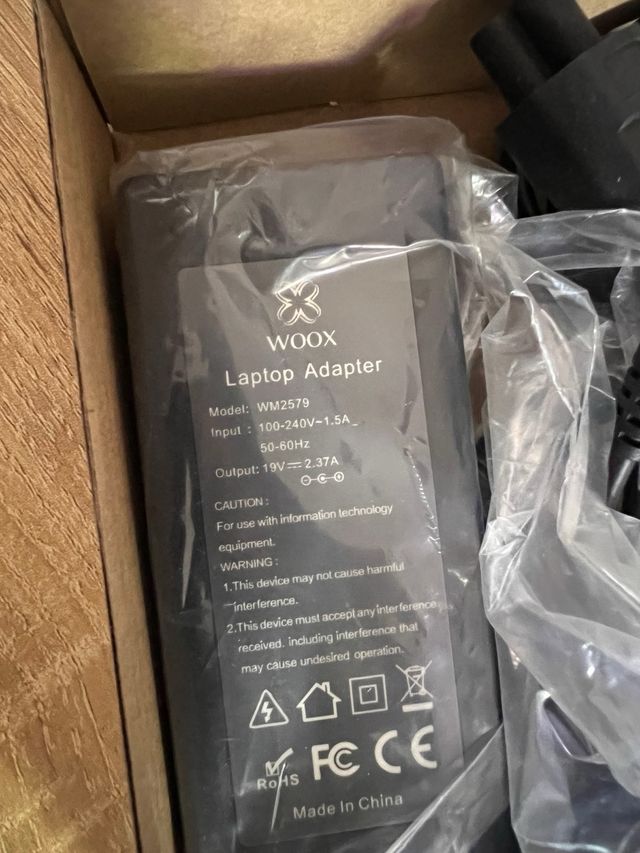 WOOX
Laptop Adapter
Model: WM2579
Input : 100-240V~1.5A
50-60Hz
Output: 19V⎓2.37A
CAUTION :
For use with information technology
equipment.
WARNING :
1.This device may not cause harmful
interference.
2.This device must accept any interference
received. including interference that
may cause undesired operation.
RoHS FC CE
Made In China